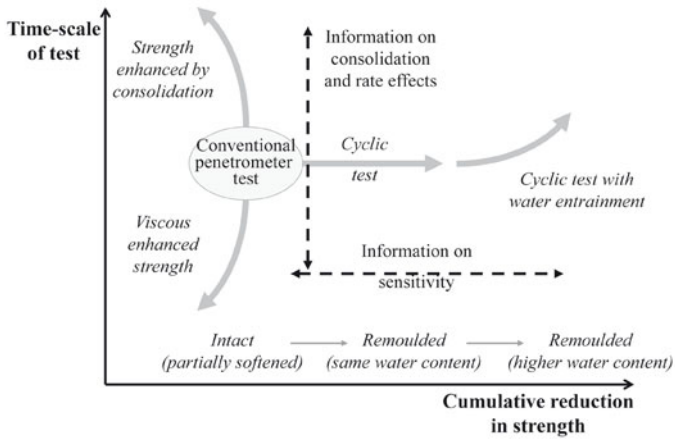 Time-scale
of test
Strength
enhanced by
consolidation
Information on
consolidation
and rate effects
Conventional
penetrometer
test
Cyclic
test
Cyclic test with
water entrainment
Viscous
enhanced
strength
Information on
sensitivity
Intact
(partially softened)
Remoulded
(same water content)
Remoulded
(higher water content)
Cumulative reduction
in strength